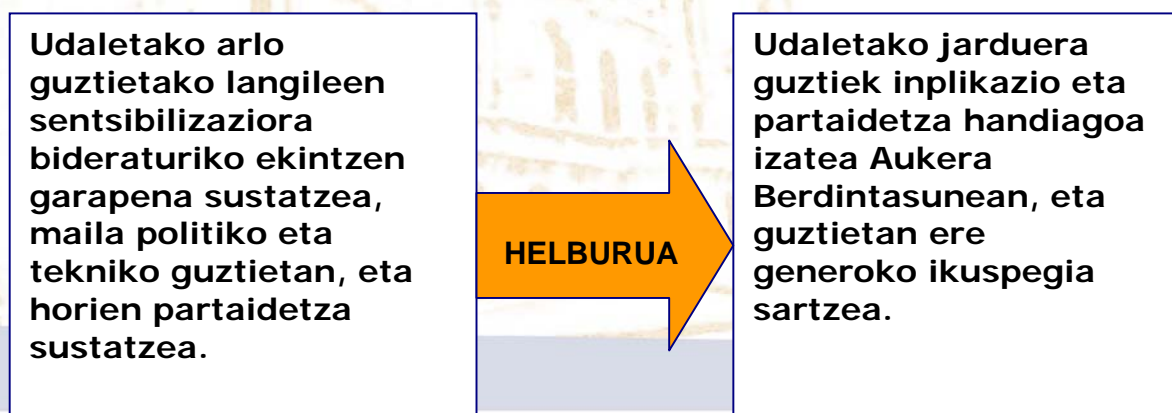 Udaletako arlo
guztietako langileen
sentsibilizaziora
bideraturiko ekintzen
garapena sustatzea,
maila politiko eta
tekniko guztietan, eta
horien partaidetza
sustatzea.
HELBURUA
Udaletako jarduera
guztiek inplikazio eta
partaidetza handiagoa
izatea Aukera
Berdintasunean, eta
guztietan ere
generoko ikuspegia
sartzea.